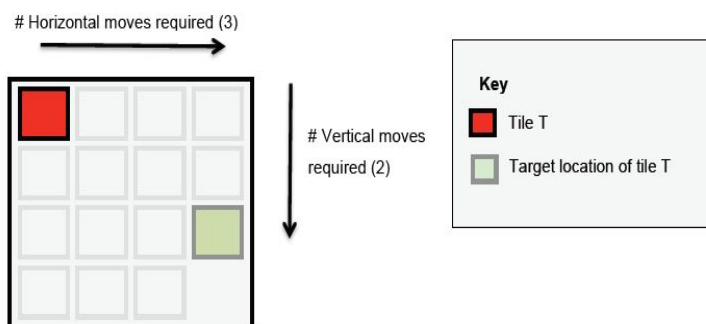 # Horizontal moves required (3)
# Vertical moves
required (2)
Key
Tile T
Target location of tile T